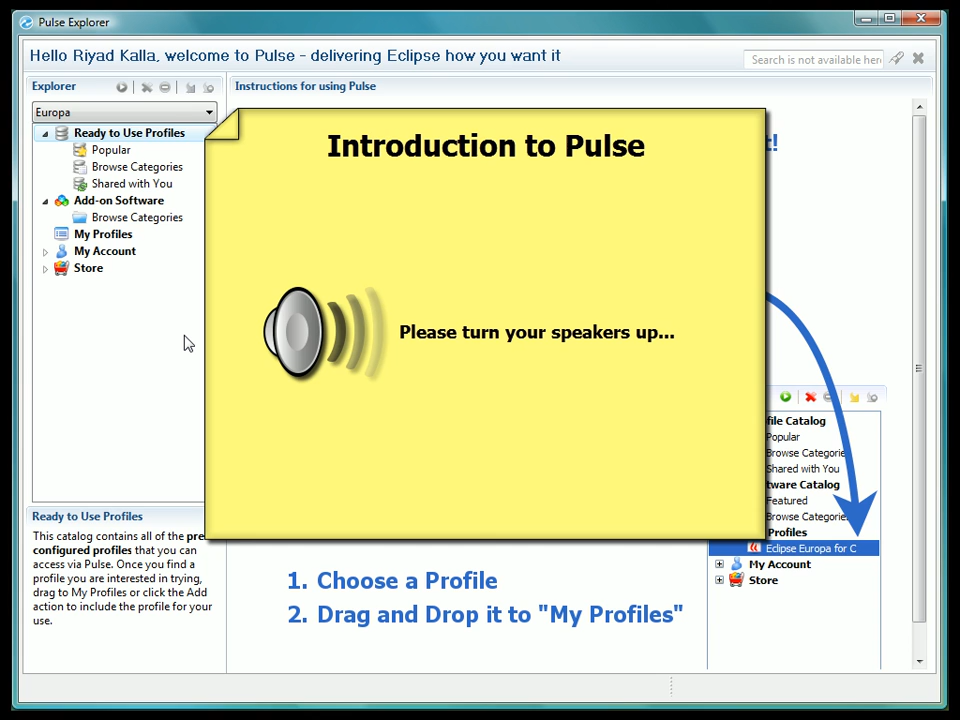 Pulse Explorer
Hello Riyad Kalla, welcome to Pulse - delivering Eclipse how you want it
Search is not available here
Explorer
Instructions for using Pulse
Europa
Ready to Use Profiles
Popular
Browse Categories
Shared with You
Add-on Software
Browse Categories
My Profiles
My Account
Store
t!
Introduction to Pulse
Please turn your speakers up...
file Catalog
Popular
Browse Categorie
Shared with You
tware Catalog
Featured
Browse Categorie
Profiles
Eclipse Europa for C
My Account
Store
Ready to Use Profiles
This catalog contains all of the pre
configured profiles that you can
access via Pulse. Once you find a
profile you are interested in trying,
drag to My Profiles or click the Add
action to include the profile for your
use.
1. Choose a Profile
2. Drag and Drop it to "My Profiles"